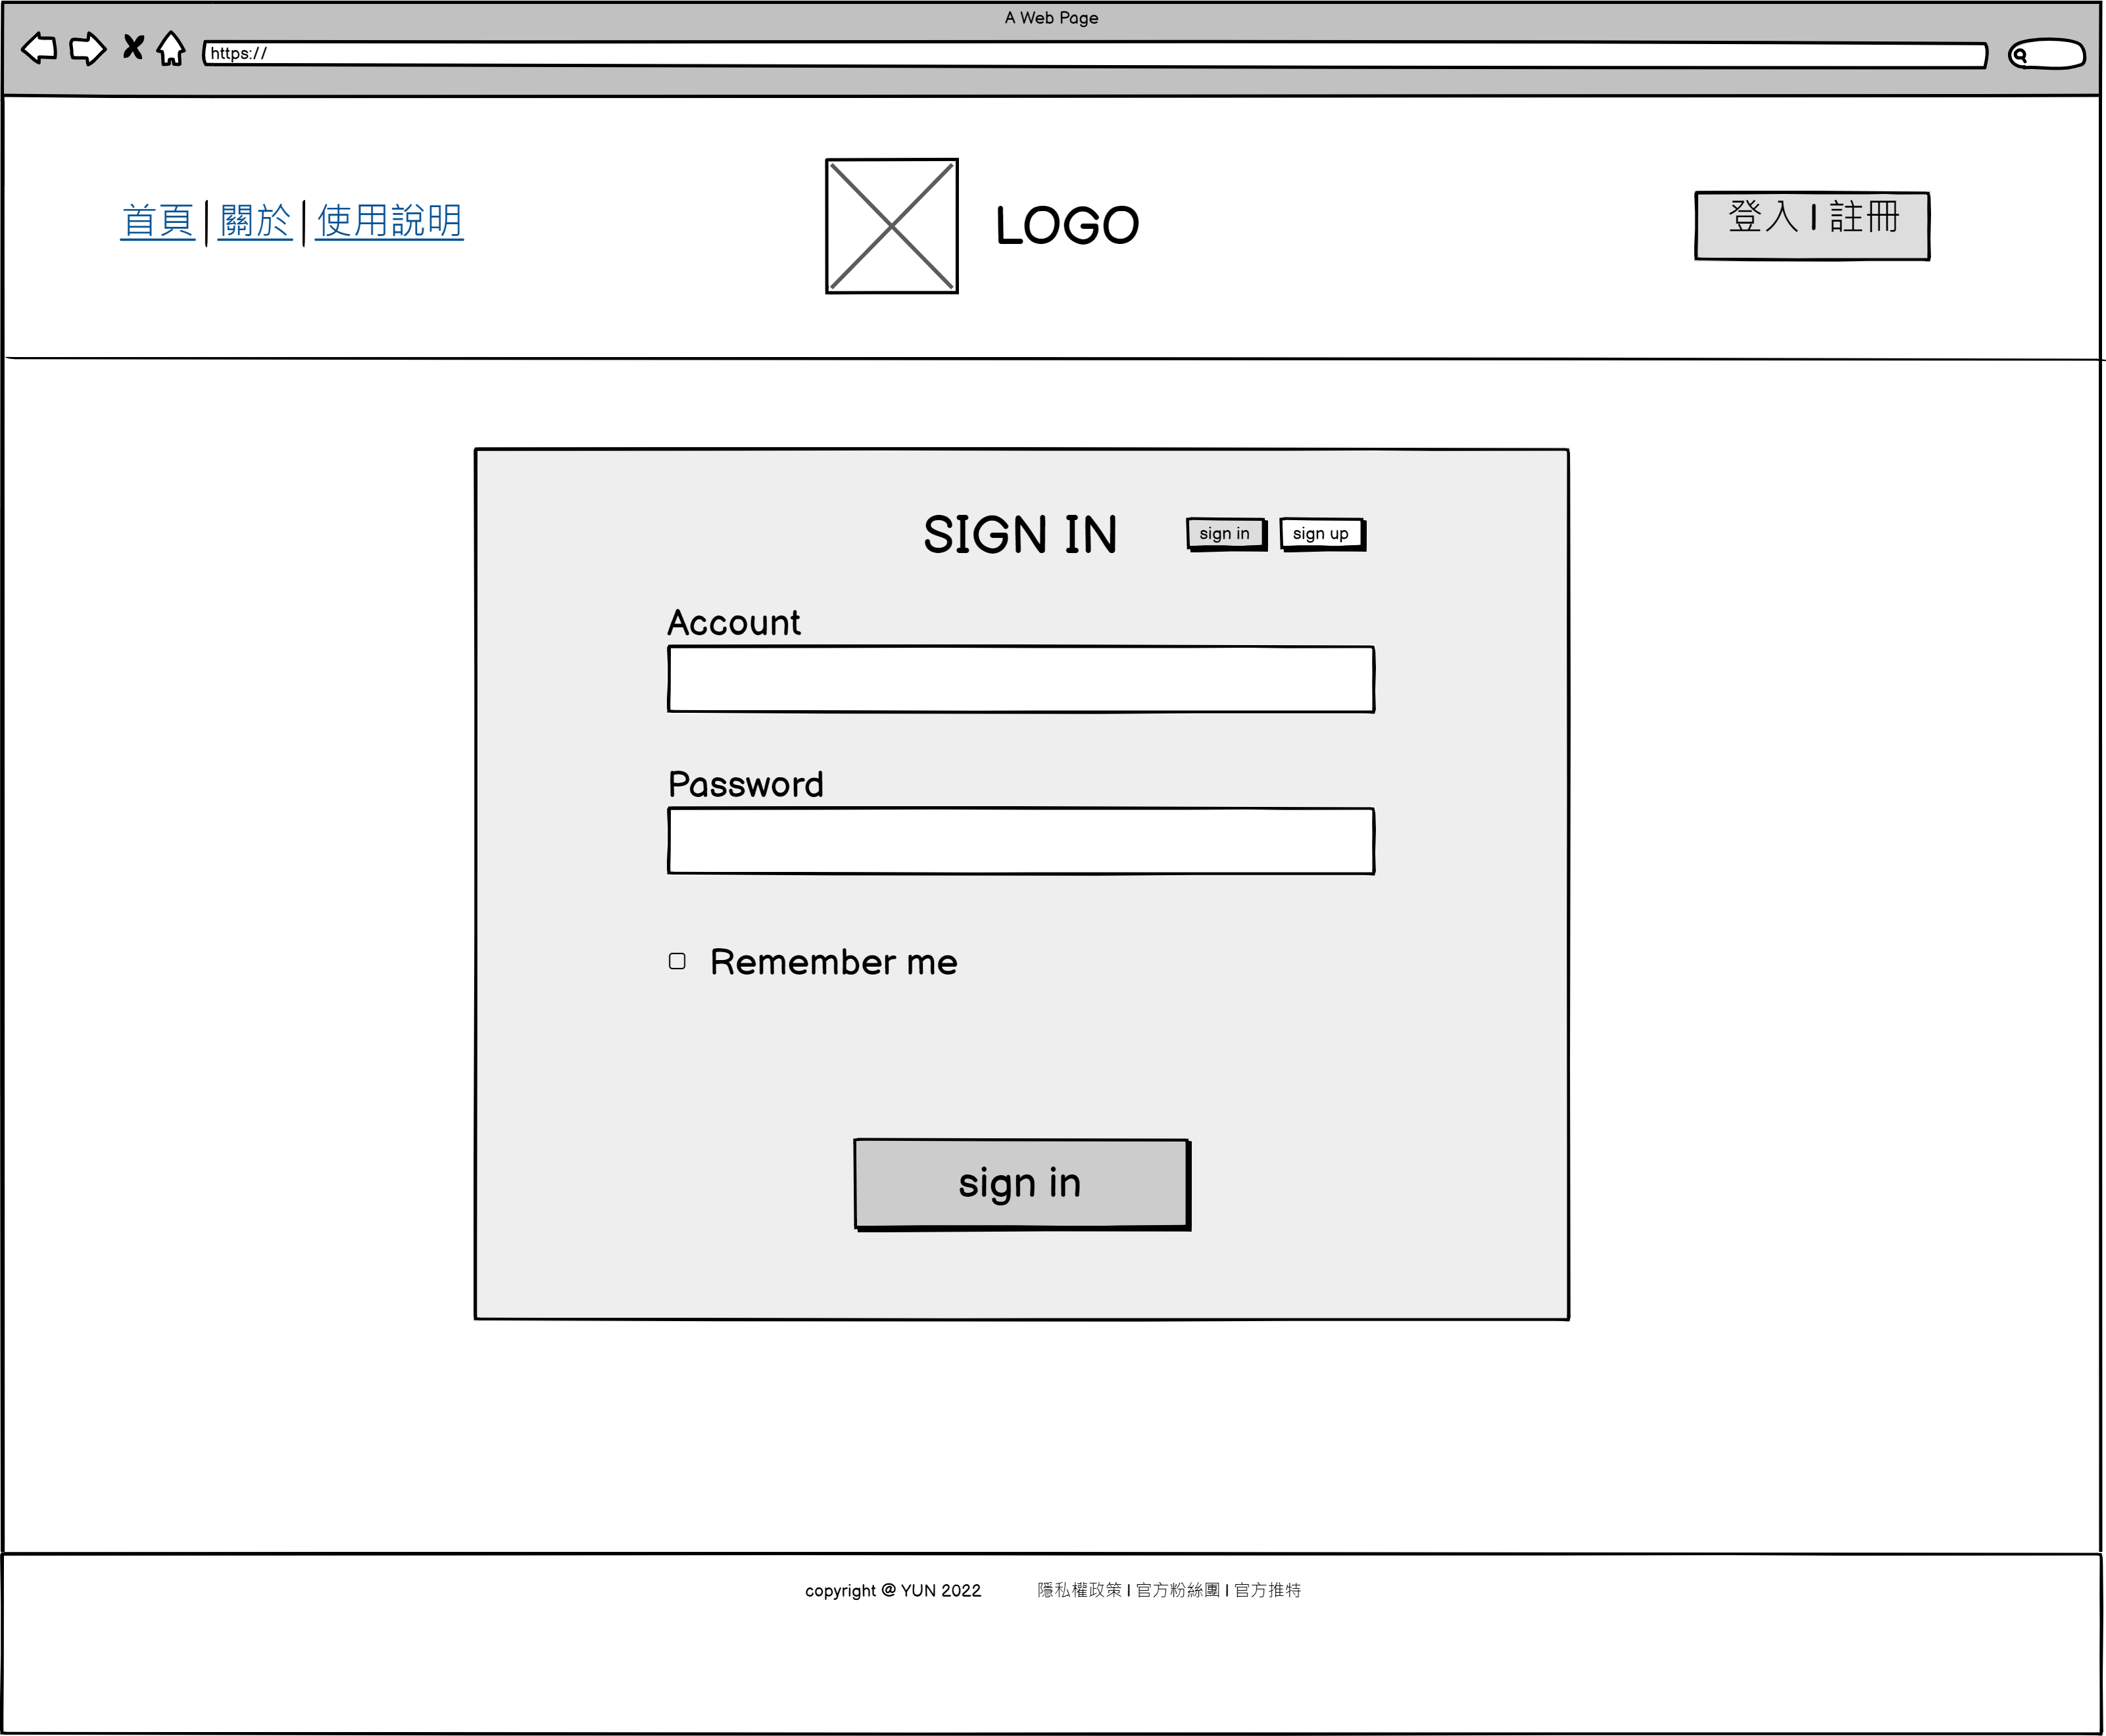 A Web Page
https://
首頁 | 關於 | 使用說明
LOGO
登入 | 註冊
SIGN IN
sign in
sign up
Account
Password
Remember me
sign in
copyright @ YUN 2022
隱私權政策 | 官方粉絲團 | 官方推特